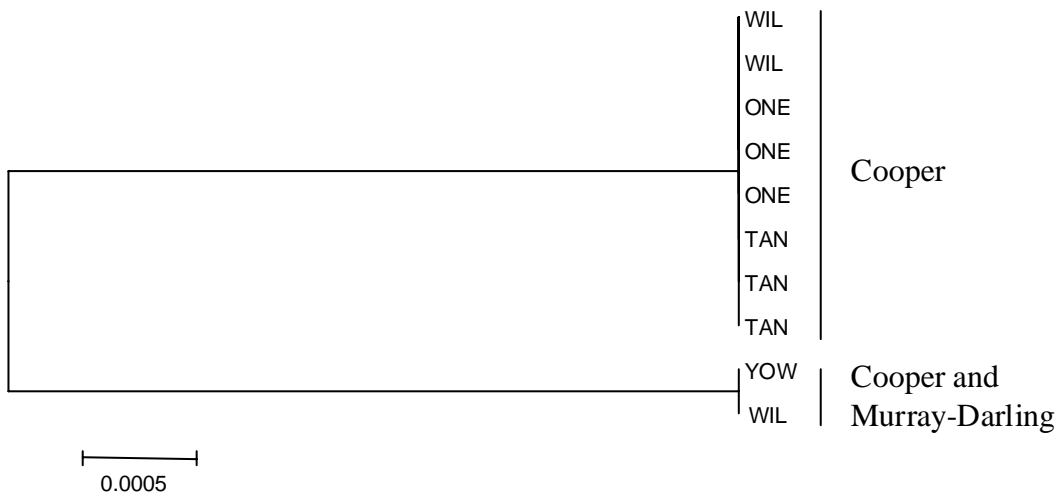 WIL
WIL
ONE
ONE
ONE
TAN
TAN
TAN
Cooper
YOW
WIL
Cooper and
Murray-Darling
0.0005